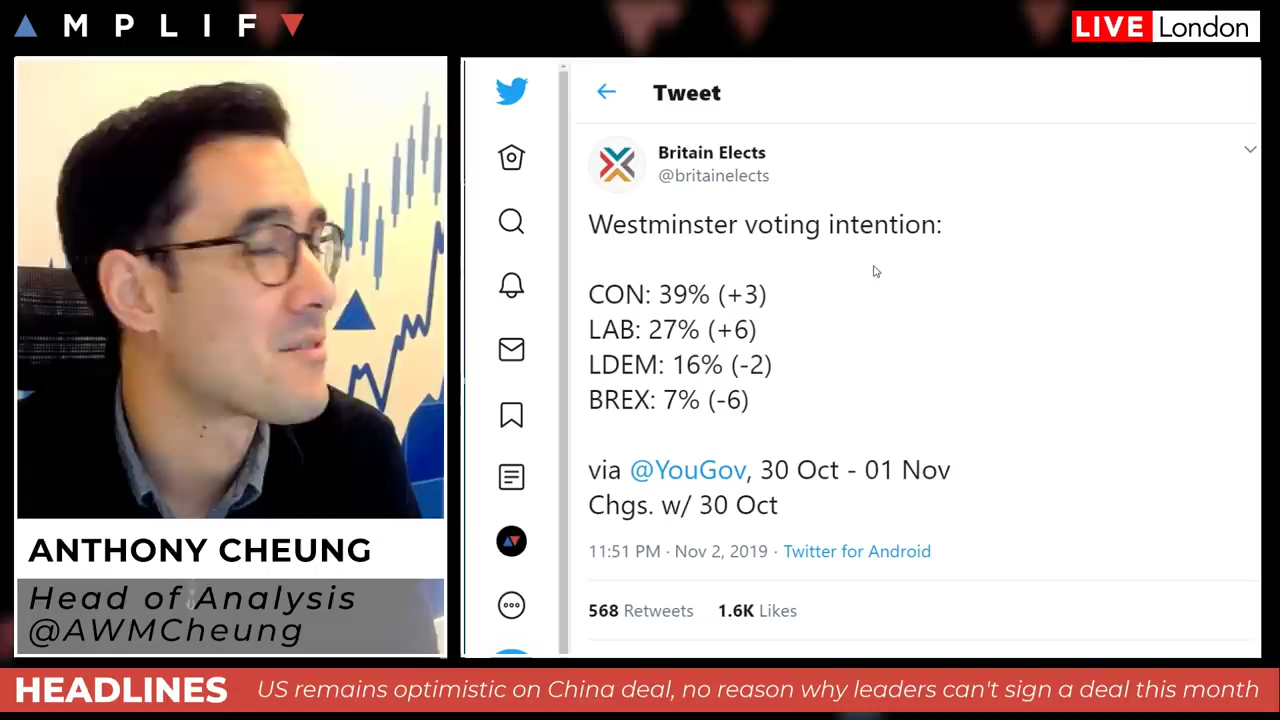 AMPLIFY
LIVE London
Tweet
Britain Elects
@britainelects
Westminster voting intention:
CON: 39% (+3)
LAB: 27% (+6)
LDEM: 16% (-2)
BREX: 7% (-6)
via @YouGov, 30 Oct - 01 Nov
Chgs. w/ 30 Oct
11:51 PM · Nov 2, 2019 · Twitter for Android
568 Retweets 1.6K Likes
ANTHONY CHEUNG
Head of Analysis
@AWMCheung
HEADLINES US remains optimistic on China deal, no reason why leaders can't sign a deal this month